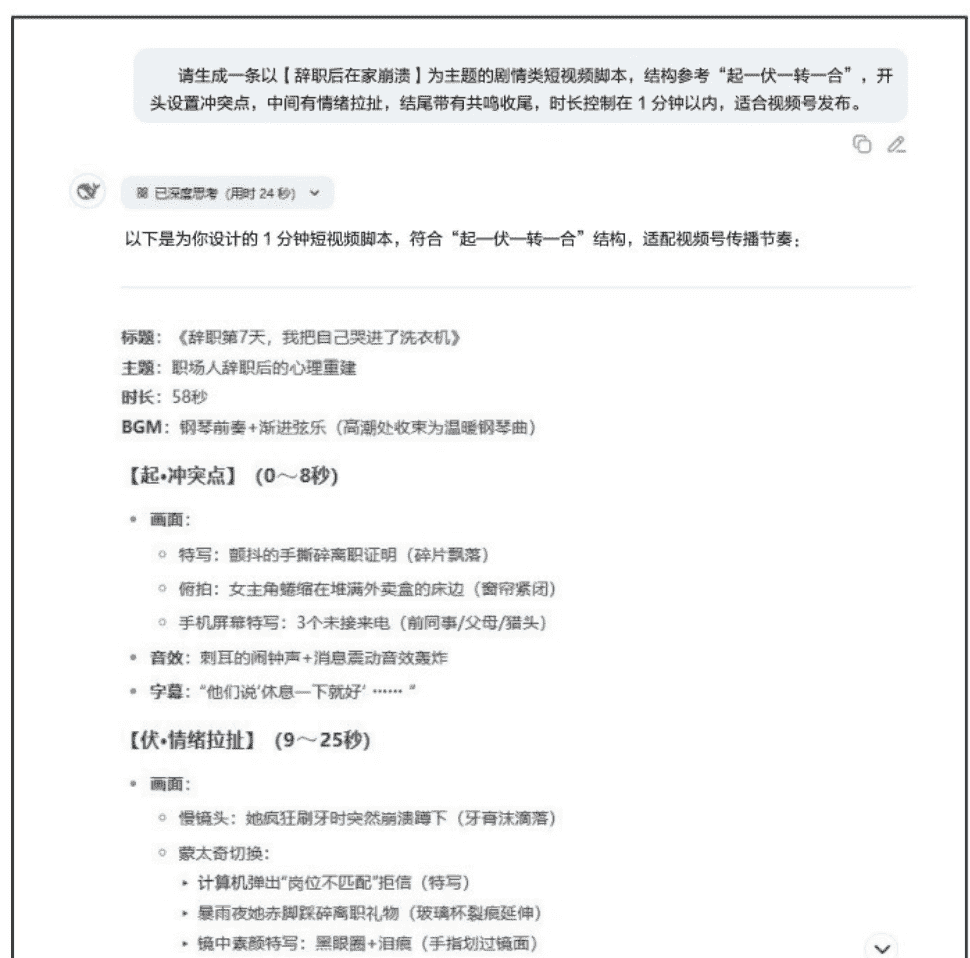 请生成一条以【辞职后在家崩溃】为主题的剧情类短视频脚本，结构参考“起一伏一转一合”，开
头设置冲突点，中间有情绪拉扯，结尾带有共鸣收尾，时长控制在 1 分钟以内，适合视频号发布。
已深度思考（用时 24 秒）
以下是为你设计的 1 分钟短视频脚本，符合“起一伏一转一合”结构，适配视频号传播节奏：
标题：《辞职第7天，我把自己哭进了洗衣机》
主题：职场人辞职后的心理重建
时长：58秒
BGM：钢琴前奏+渐进弦乐（高潮处收束为温暖钢琴曲）
【起•冲突点】（0～8秒）
• 画面：
○ 特写：颤抖的手撕碎离职证明（碎片飘落）
○ 俯拍：女主角蜷缩在堆满外卖盒的床边（窗帘紧闭）
○ 手机屏幕特写：3个未接来电（前同事/父母/猎头）
• 音效：刺耳的闹钟声+消息震动音效轰炸
• 字幕：“他们说‘休息一下就好’ …… ”
【伏•情绪拉扯】（9～25秒）
• 画面：
○ 慢镜头：她疯狂刷牙时突然崩溃蹲下（牙膏沫滴落）
○ 蒙太奇切换：
‣ 计算机弹出“岗位不匹配”拒信（特写）
‣ 暴雨夜她赤脚踩碎离职礼物（玻璃杯裂痕延伸）
‣ 镜中素颜特写：黑眼圈+泪痕（手指划过镜面）